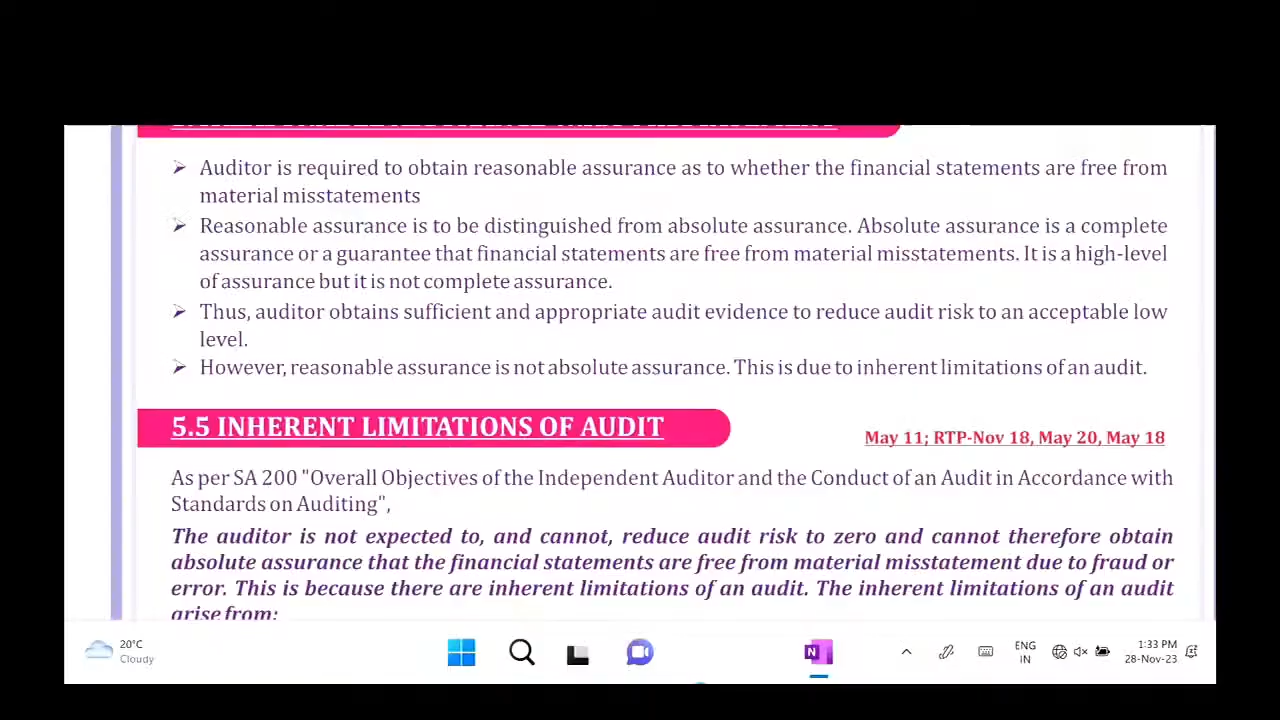 ➢ Auditor is required to obtain reasonable assurance as to whether the financial statements are free from
material misstatements
➢ Reasonable assurance is to be distinguished from absolute assurance. Absolute assurance is a complete
assurance or a guarantee that financial statements are free from material misstatements. It is a high-level
of assurance but it is not complete assurance.
➢ Thus, auditor obtains sufficient and appropriate audit evidence to reduce audit risk to an acceptable low
level.
➢ However, reasonable assurance is not absolute assurance. This is due to inherent limitations of an audit.
5.5 INHERENT LIMITATIONS OF AUDIT
May 11; RTP-Nov 18, May 20, May 18
As per SA 200 "Overall Objectives of the Independent Auditor and the Conduct of an Audit in Accordance with
Standards on Auditing",
The auditor is not expected to, and cannot, reduce audit risk to zero and cannot therefore obtain
absolute assurance that the financial statements are free from material misstatement due to fraud or
error. This is because there are inherent limitations of an audit. The inherent limitations of an audit
arise from:
20°C
Cloudy
N
ENG
IN
1:33 PM
28-Nov-23